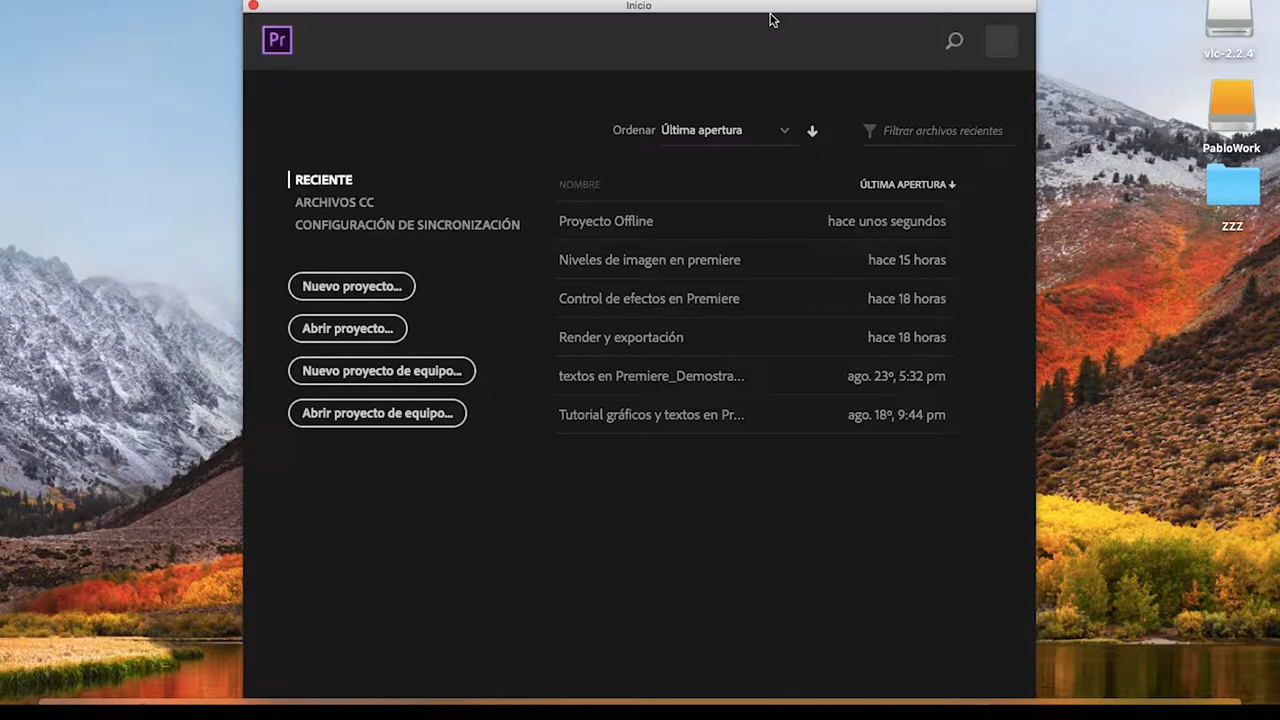 Inicio
Pr
Ordenar Última apertura
Filtrar archivos recientes
RECIENTE
ARCHIVOS CC
CONFIGURACIÓN DE SINCRONIZACIÓN
Nuevo proyecto...
Abrir proyecto...
Nuevo proyecto de equipo...
Abrir proyecto de equipo...
NOMBRE ÚLTIMA APERTURA
Proyecto Offline hace unos segundos
Niveles de imagen en premiere hace 15 horas
Control de efectos en Premiere hace 18 horas
Render y exportación hace 18 horas
textos en Premiere_Demostra... ago. 23º, 5:32 pm
Tutorial gráficos y textos en Pr... ago. 18º, 9:44 pm
vlc-2.2.4
PabloWork
zzz